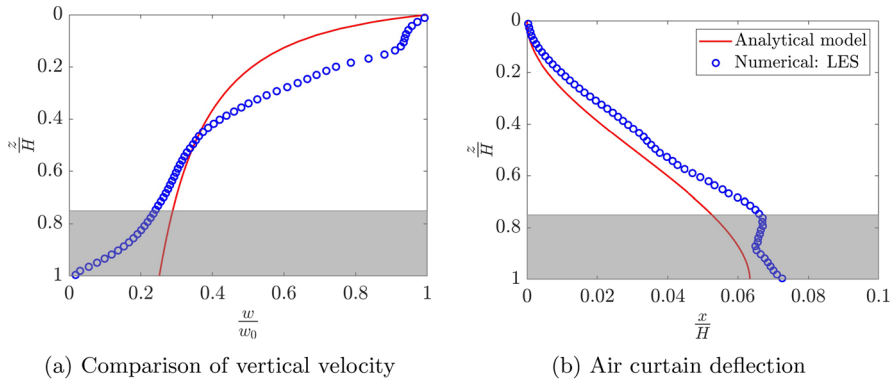 0
0.2
0.4
0.6
0.8
1
z/H
0 0.2 0.4 0.6 0.8 1
w/w₀
(a) Comparison of vertical velocity
0
0.2
0.4
0.6
0.8
1
z/H
Analytical model
Numerical: LES
0 0.02 0.04 0.06 0.08 0.1
x/H
(b) Air curtain deflection